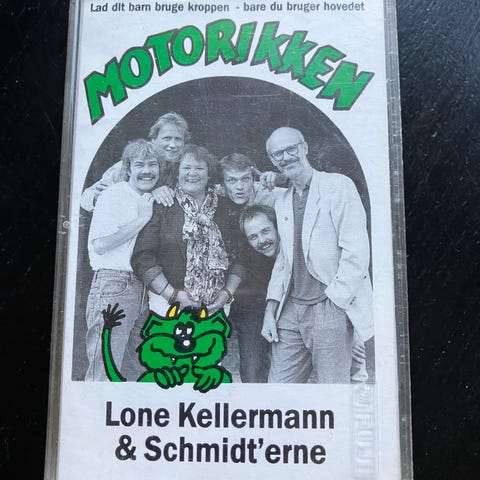 Lad dit barn bruge kroppen - bare du bruger hovedet
MOTORIKKEN
Lone Kellermann
& Schmidt'erne